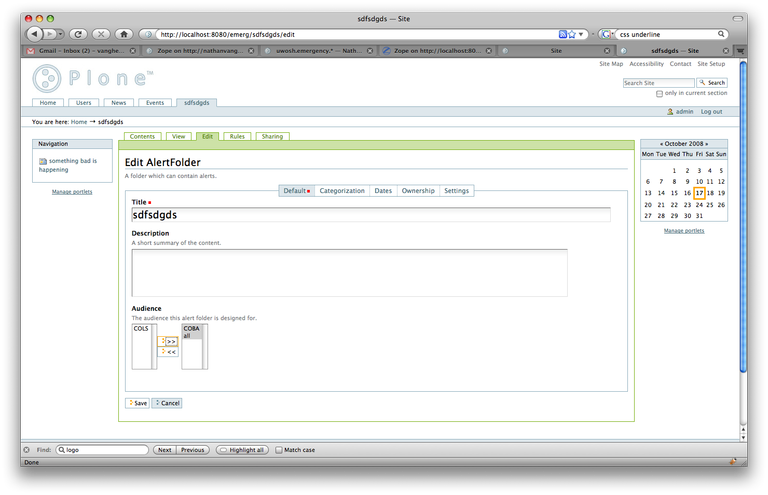 sdfsdgds — Site
http://localhost:8080/emerg/sdfsdgds/edit
css underline
Gmail - Inbox (2) - vanghe...
Zope on http://nathanvang...
uwosh.emergency.* — Nath...
Zope on http://localhost:80...
Site
sdfsdgds — Site
Site Map Accessibility Contact Site Setup
Plone™
Search Site Search
only in current section
Home Users News Events sdfsdgds
admin Log out
You are here: Home → sdfsdgds
Navigation
something bad is
happening
Manage portlets
Contents View Edit Rules Sharing
Edit AlertFolder
A folder which can contain alerts.
Default Categorization Dates Ownership Settings
Title
sdfsdgds
Description
A short summary of the content.
Audience
The audience this alert folder is designed for.
COLS
>>
<<
COBA
all
Save Cancel
« October 2008 »
Mon Tue Wed Thu Fri Sat Sun
1 2 3 4 5
6 7 8 9 10 11 12
13 14 15 16 17 18 19
20 21 22 23 24 25 26
27 28 29 30 31
Manage portlets
Find: logo Next Previous Highlight all Match case
Done